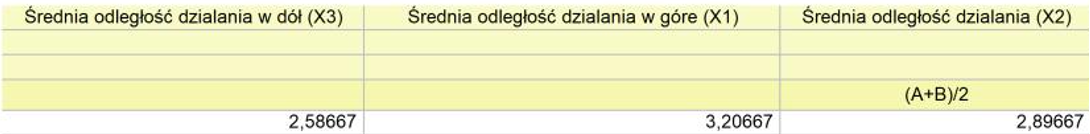 Średnia odległość dzialania w dół (X3) Średnia odległość dzialania w góre (X1) Średnia odległość dzialania (X2)
(A+B)/2
2,58667 3,20667 2,89667